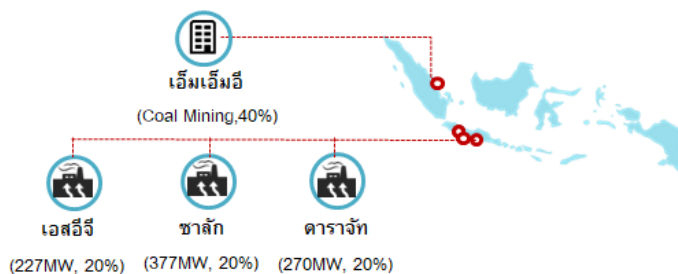 เอ็มเอ็มอี
(Coal Mining,40%)
เอสอีจี ซาลัก ดาราจัท
(227MW, 20%) (377MW, 20%) (270MW, 20%)